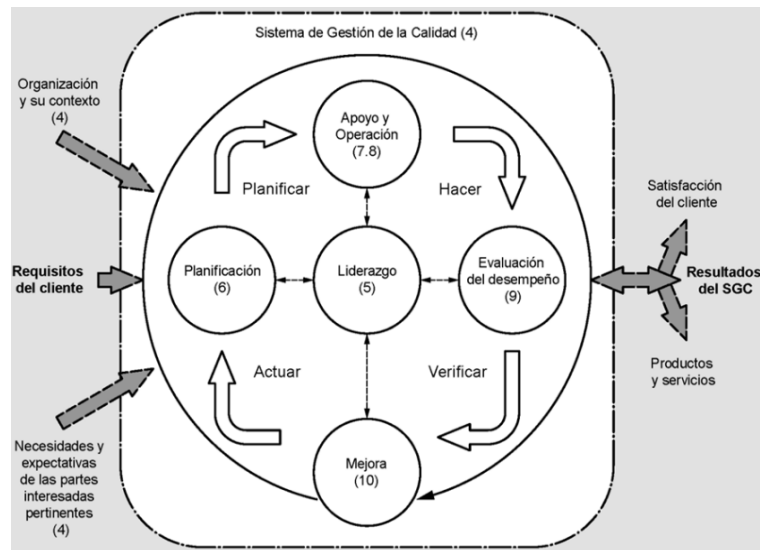 Sistema de Gestión de la Calidad (4)
Organización
y su contexto
(4)
Apoyo y
Operación
(7.8)
Planificar
Hacer
Satisfacción
del cliente
Requisitos
del cliente
Planificación
(6)
Liderazgo
(5)
Evaluación
del desempeño
(9)
Resultados
del SGC
Actuar
Verificar
Productos
y servicios
Necesidades y
expectativas
de las partes
interesadas
pertinentes
(4)
Mejora
(10)